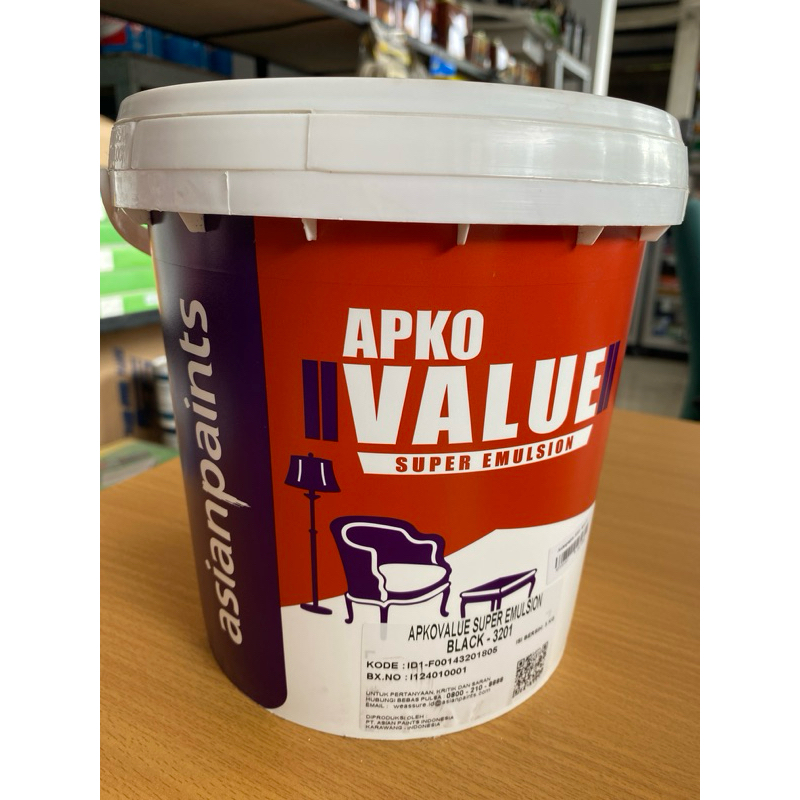 asianpaints
APKO
VALUE
SUPER EMULSION
APKOVALUE SUPER EMULSION
BLACK - 3201
KODE : ID1-F00143201805
BX.NO : I124010001
UNTUK PERTANYAAN, KRITIK DAN SARAN,
HUBUNGI BEBAS PULSA : 0800 - 210 - 8888
EMAIL : weassure.id@asianpaints.com
DIPRODUKSI OLEH
PT. ASIAN PAINTS INDONESIA
KARAWANG - INDONESIA